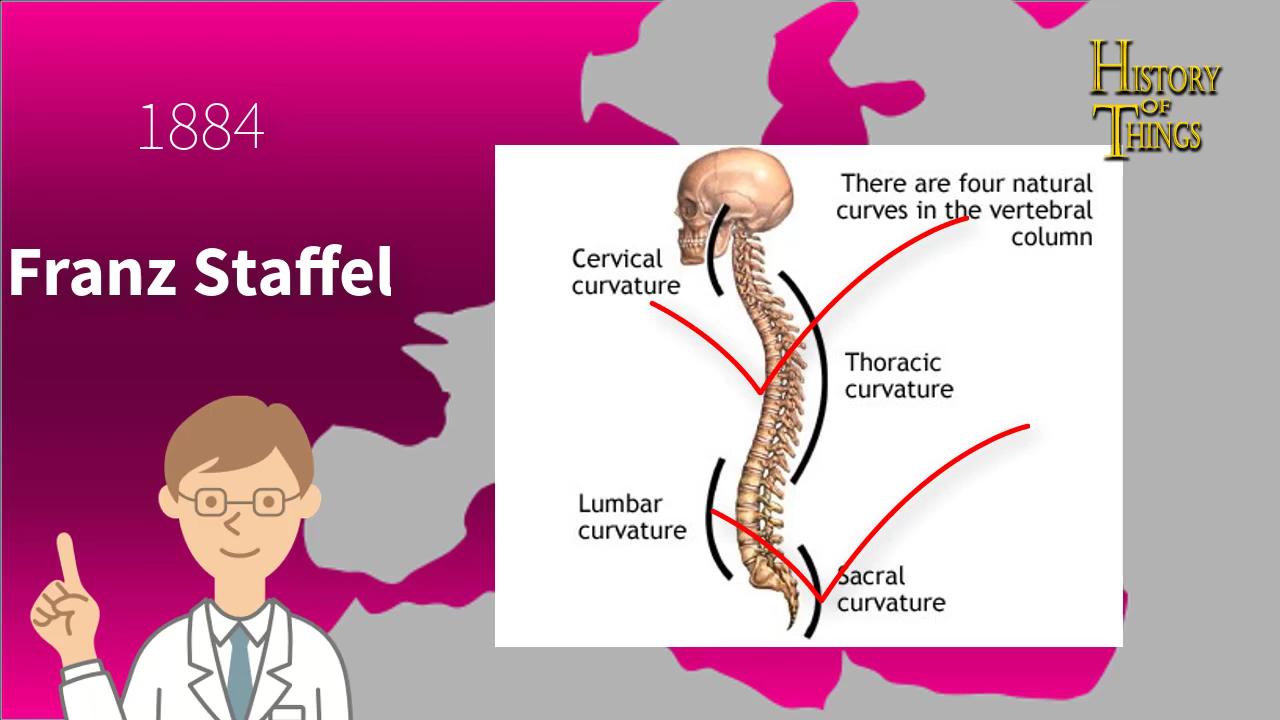 1884
Franz Staffel
HISTORY
OF
THINGS
There are four natural
curves in the vertebral
column
Cervical
curvature
Thoracic
curvature
Lumbar
curvature
Sacral
curvature